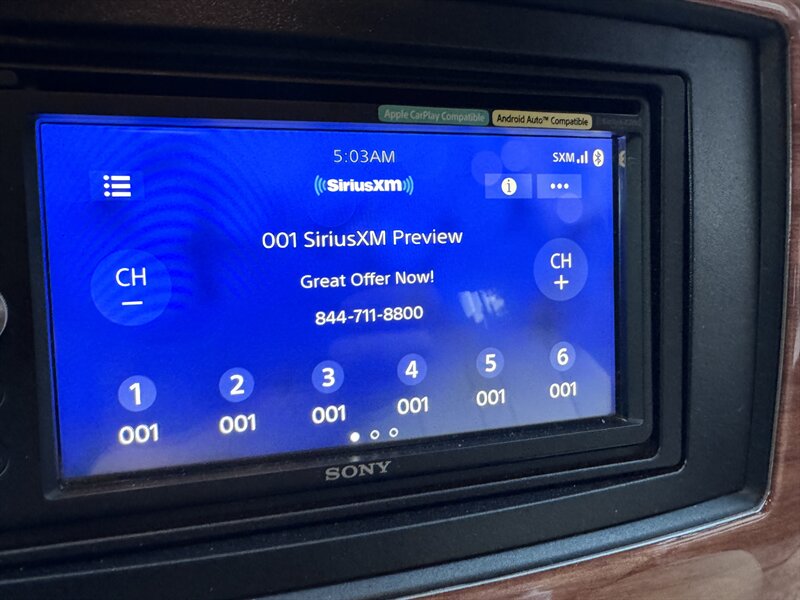 Apple CarPlay Compatible
Android Auto™ Compatible
5:03AM
SXM
SiriusXM
i
•••
001 SiriusXM Preview
CH
−
CH
+
Great Offer Now!
844-711-8800
1 2 3 4 5 6
001 001 001 001 001 001
SONY